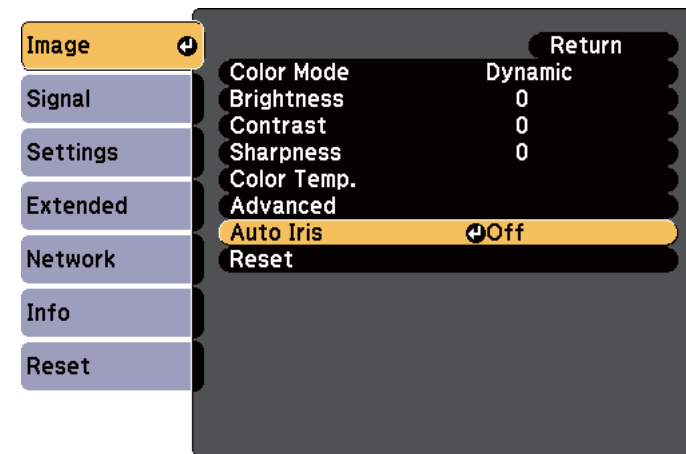 Image
Signal
Settings
Extended
Network
Info
Reset
Return
Color Mode Dynamic
Brightness 0
Contrast 0
Sharpness 0
Color Temp.
Advanced
Auto Iris Off
Reset